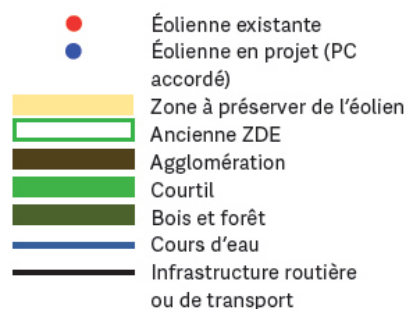 Éolienne existante
Éolienne en projet (PC
accordé)
Zone à préserver de l'éolien
Ancienne ZDE
Agglomération
Courtil
Bois et forêt
Cours d'eau
Infrastructure routière
ou de transport